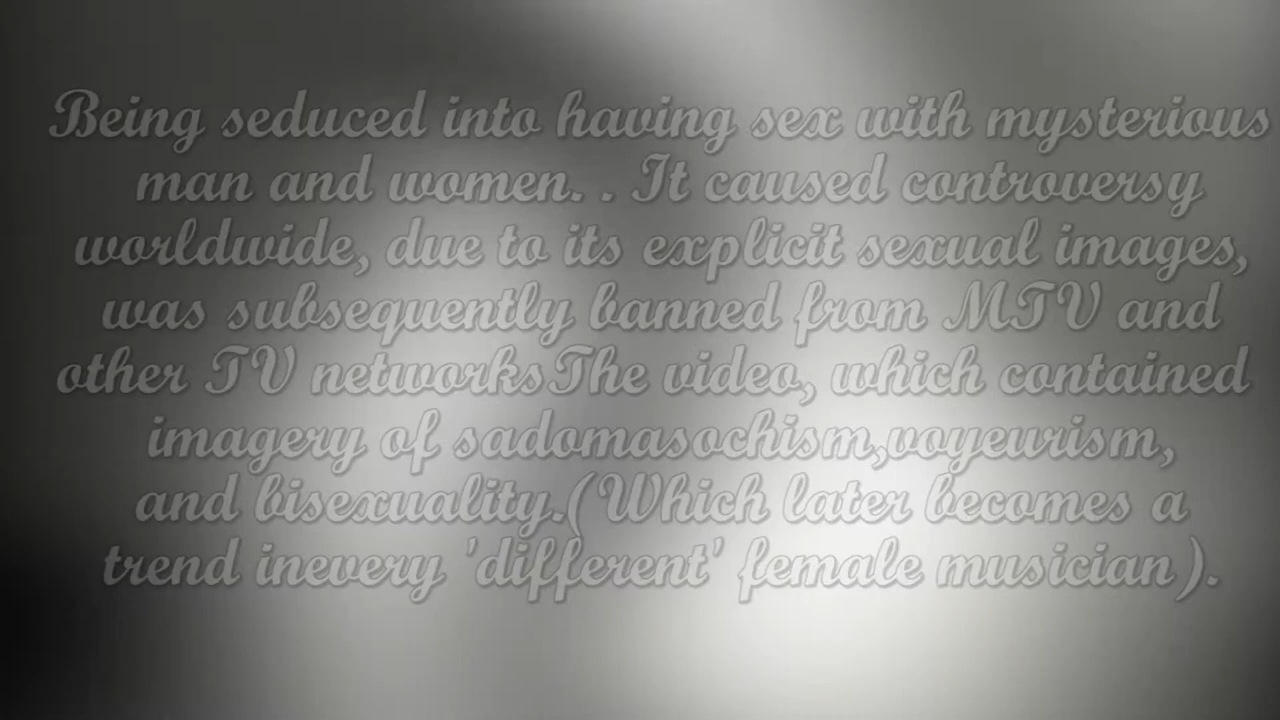 Being seduced into having sex with mysterious
man and women. . It caused controversy
worldwide, due to its explicit sexual images,
was subsequently banned from MTV and
other TV networksThe video, which contained
imagery of sadomasochism,voyeurism,
and bisexuality.(Which later becomes a
trend inevery 'different' female musician).